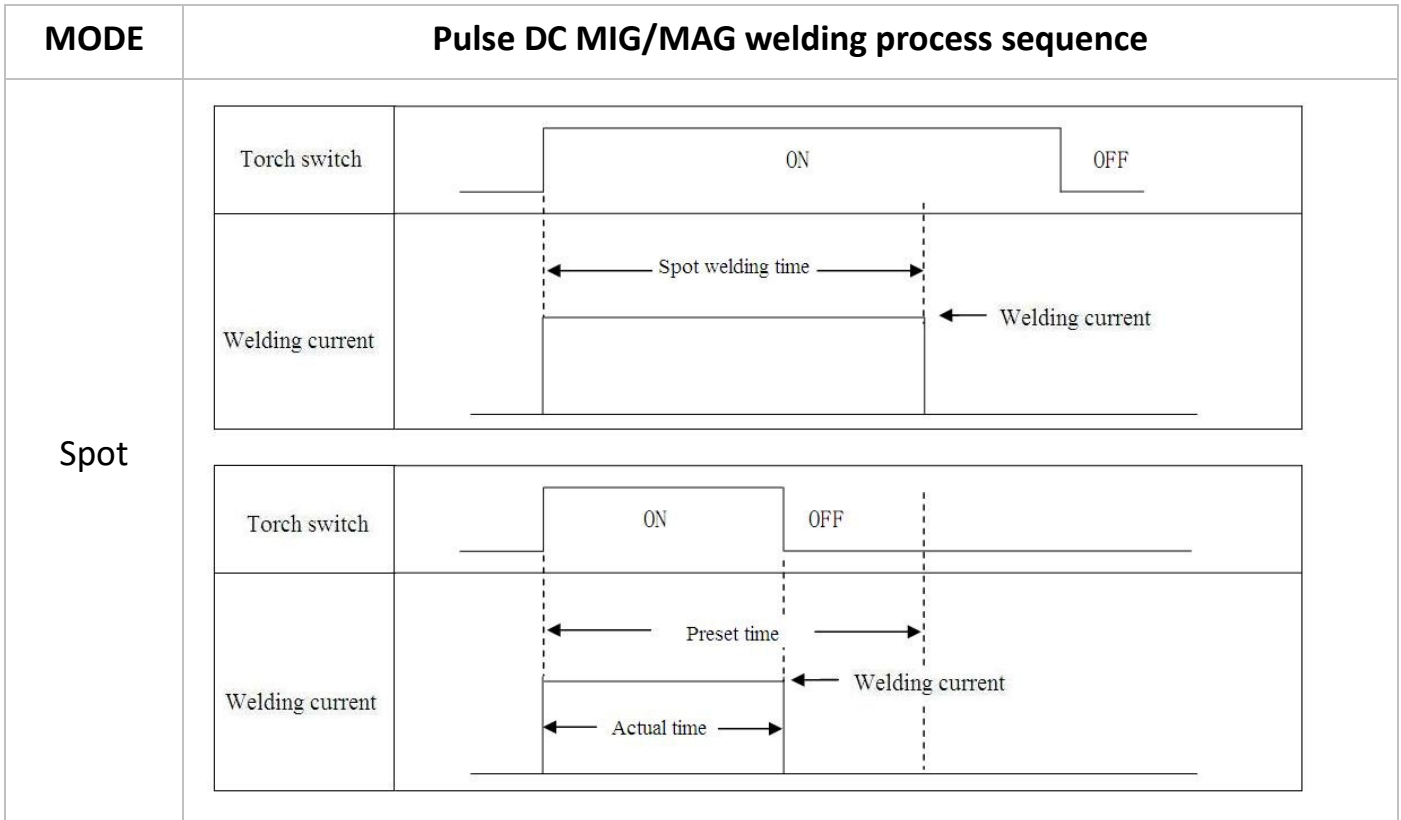 MODE
Pulse DC MIG/MAG welding process sequence
Spot
Torch switch
ON
OFF
Spot welding time
Welding current
Welding current
Torch switch
ON
OFF
Preset time
Welding current
Welding current
Actual time